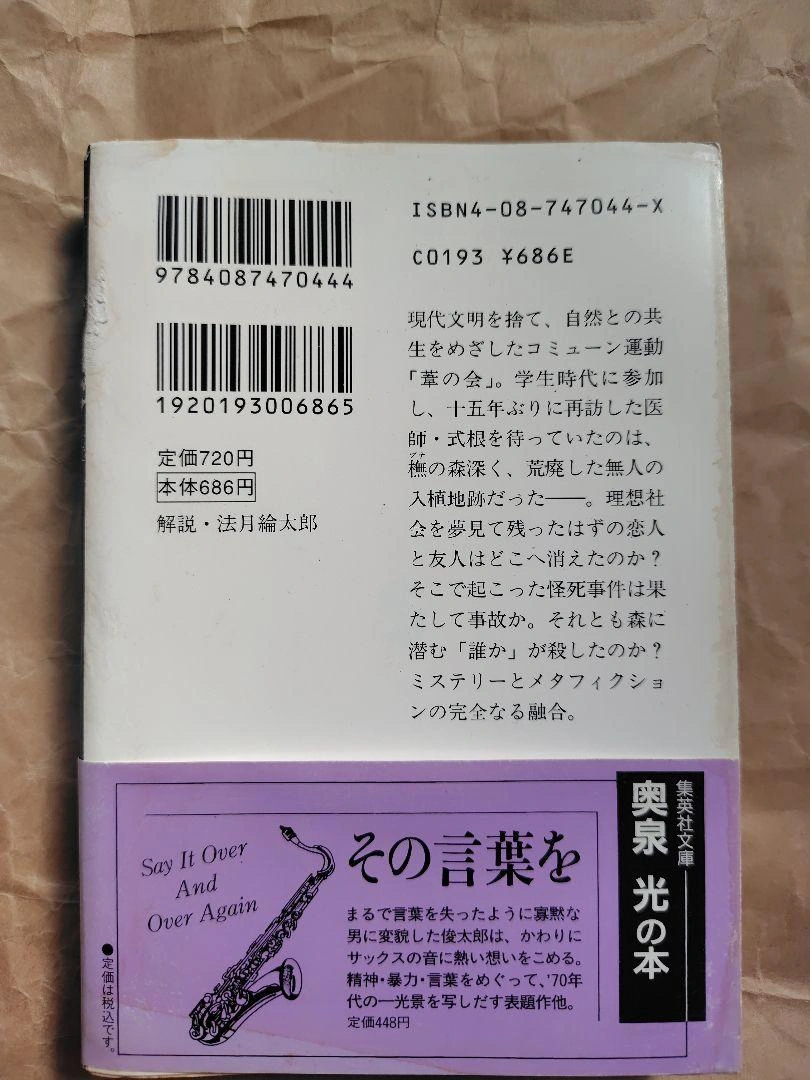 9784087470444
1920193006865
定価720円
本体686円
解説・法月綸太郎
ISBN4-08-747044-X
C0193 ¥686E
現代文明を捨て、自然との共
生をめざしたコミューン運動
「葦の会」。学生時代に参加
し、十五年ぶりに再訪した医
師・式根を待っていたのは、
ブナ
橅の森深く、荒廃した無人の
入植地跡だった――。理想社
会を夢見て残ったはずの恋人
と友人はどこへ消えたのか？
そこで起こった怪死事件は果
たして事故か。それとも森に
潜む「誰か」が殺したのか？
ミステリーとメタフィクショ
ンの完全なる融合。
集英社文庫
奥泉 光の本
その言葉を
Say It Over
And
Over Again
まるで言葉を失ったように寡黙な
男に変貌した俊太郎は、かわりに
サックスの音に熱い想いをこめる。
精神・暴力・言葉をめぐって、'70年
代の一光景を写しだす表題作他。
定価448円
●定価は税込です。